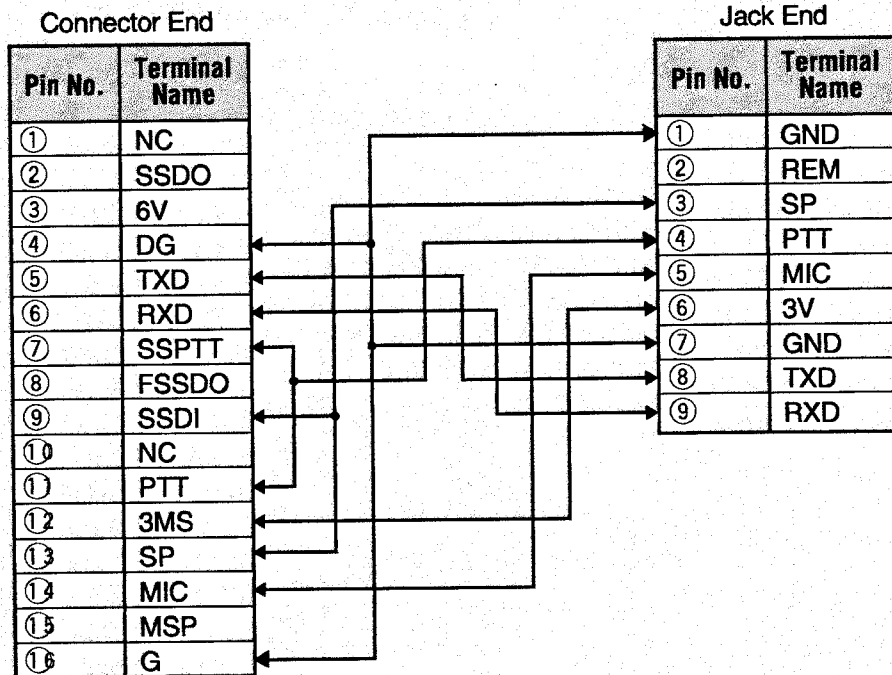 Connector End
Pin No. Terminal Name
① NC
② SSDO
③ 6V
④ DG
⑤ TXD
⑥ RXD
⑦ SSPTT
⑧ FSSDO
⑨ SSDI
⑩ NC
⑪ PTT
⑫ 3MS
⑬ SP
⑭ MIC
⑮ MSP
⑯ G
Jack End
Pin No. Terminal Name
① GND
② REM
③ SP
④ PTT
⑤ MIC
⑥ 3V
⑦ GND
⑧ TXD
⑨ RXD